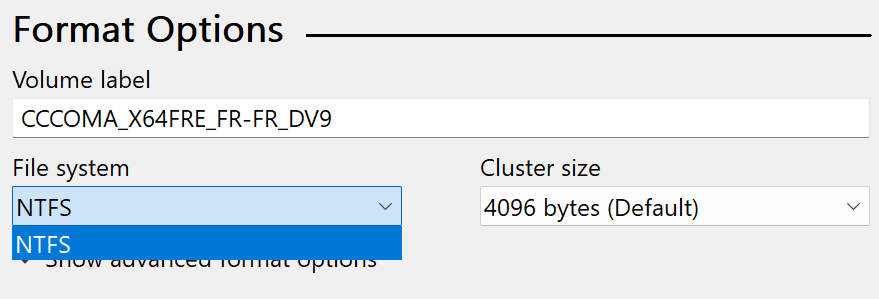 Format Options
Volume label
CCCOMA_X64FRE_FR-FR_DV9
File system
Cluster size
NTFS
4096 bytes (Default)
NTFS
Show advanced format options